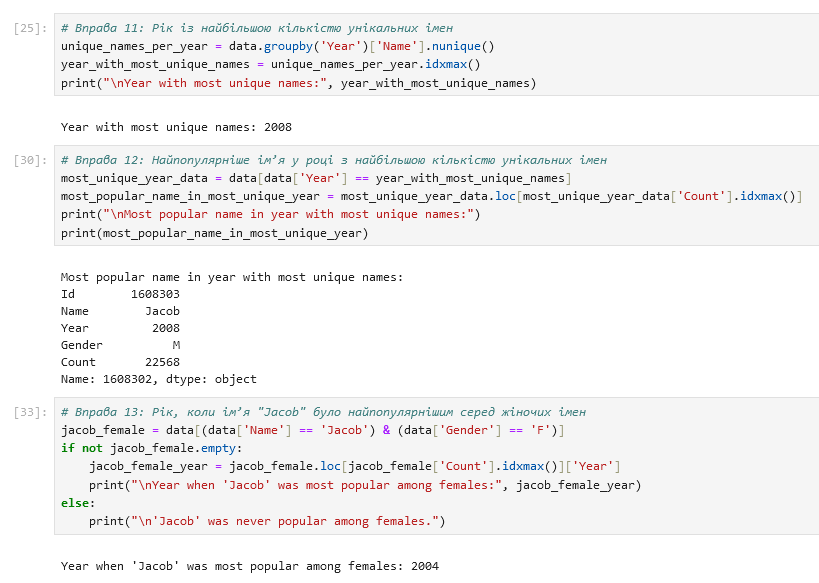 [25]:
# Вправа 11: Рік із найбільшою кількістю унікальних імен
unique_names_per_year = data.groupby('Year')['Name'].nunique()
year_with_most_unique_names = unique_names_per_year.idxmax()
print("\nYear with most unique names:", year_with_most_unique_names)
Year with most unique names: 2008
[30]:
# Вправа 12: Найпопулярніше ім’я у році з найбільшою кількістю унікальних імен
most_unique_year_data = data[data['Year'] == year_with_most_unique_names]
most_popular_name_in_most_unique_year = most_unique_year_data.loc[most_unique_year_data['Count'].idxmax()]
print("\nMost popular name in year with most unique names:")
print(most_popular_name_in_most_unique_year)
Most popular name in year with most unique names:
Id        1608303
Name        Jacob
Year         2008
Gender          M
Count       22568
Name: 1608302, dtype: object
[33]:
# Вправа 13: Рік, коли ім’я "Jacob" було найпопулярнішим серед жіночих імен
jacob_female = data[(data['Name'] == 'Jacob') & (data['Gender'] == 'F')]
if not jacob_female.empty:
    jacob_female_year = jacob_female.loc[jacob_female['Count'].idxmax()]['Year']
    print("\nYear when 'Jacob' was most popular among females:", jacob_female_year)
else:
    print("\n'Jacob' was never popular among females.")
Year when 'Jacob' was most popular among females: 2004